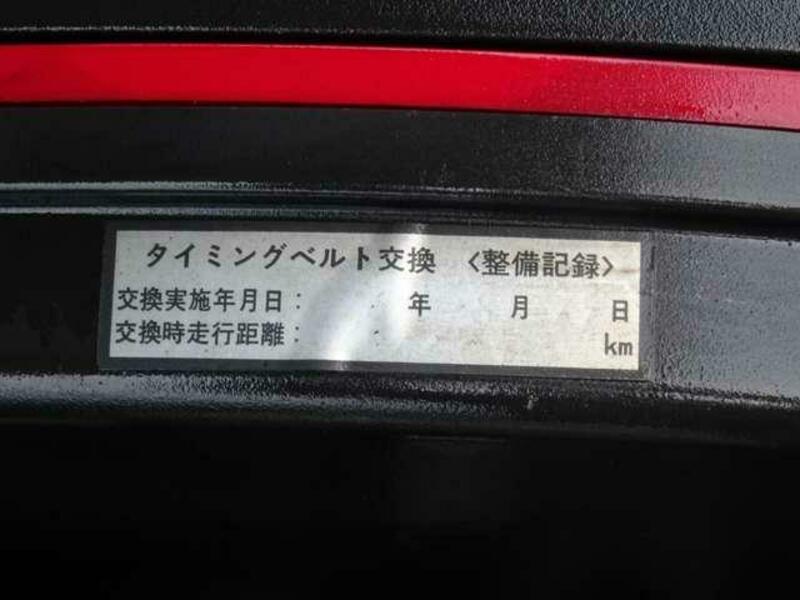 タイミングベルト交換 〈整備記録〉
交換実施年月日： 年 月 日
交換時走行距離： km